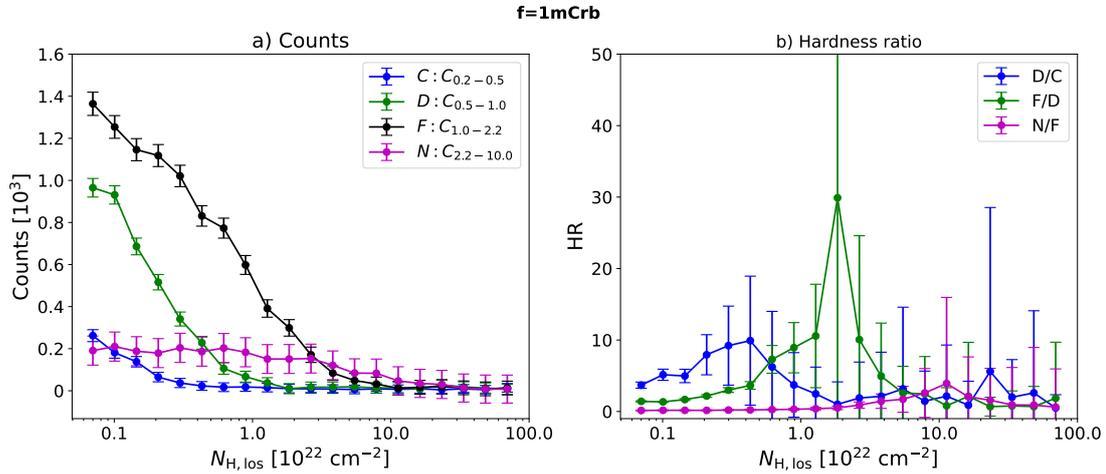 f=1mCrb
a) Counts
Counts [10³]
1.6
1.4
1.2
1.0
0.8
0.6
0.4
0.2
0
C : C₀.₂₋₀.₅
D : C₀.₅₋₁.₀
F : C₁.₀₋₂.₂
N : C₂.₂₋₁₀.₀
0.1
1.0
10.0
100.0
N_H, los [10²² cm⁻²]
b) Hardness ratio
HR
50
40
30
20
10
0
D/C
F/D
N/F
0.1
1.0
10.0
100.0
N_H, los [10²² cm⁻²]